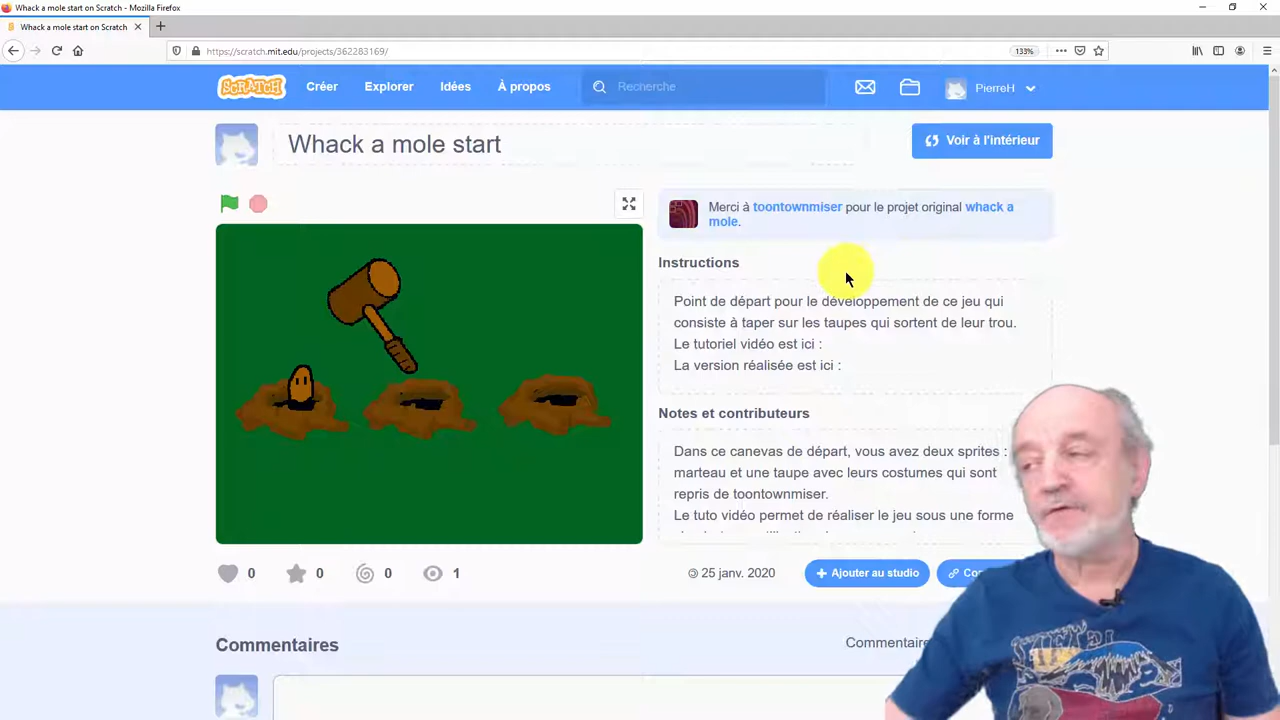 Whack a mole start on Scratch - Mozilla Firefox
Whack a mole start on Scratch
https://scratch.mit.edu/projects/362283169/
133%
SCRATCH
Créer
Explorer
Idées
À propos
Recherche
PierreH
Whack a mole start
Voir à l'intérieur
Merci à toontownmiser pour le projet original whack a
mole.
Instructions
Point de départ pour le développement de ce jeu qui
consiste à taper sur les taupes qui sortent de leur trou.
Le tutoriel vidéo est ici :
La version réalisée est ici :
Notes et contributeurs
Dans ce canevas de départ, vous avez deux sprites :
marteau et une taupe avec leurs costumes qui sont
repris de toontownmiser.
Le tuto vidéo permet de réaliser le jeu sous une forme
0
0
0
1
25 janv. 2020
Ajouter au studio
Commentaires